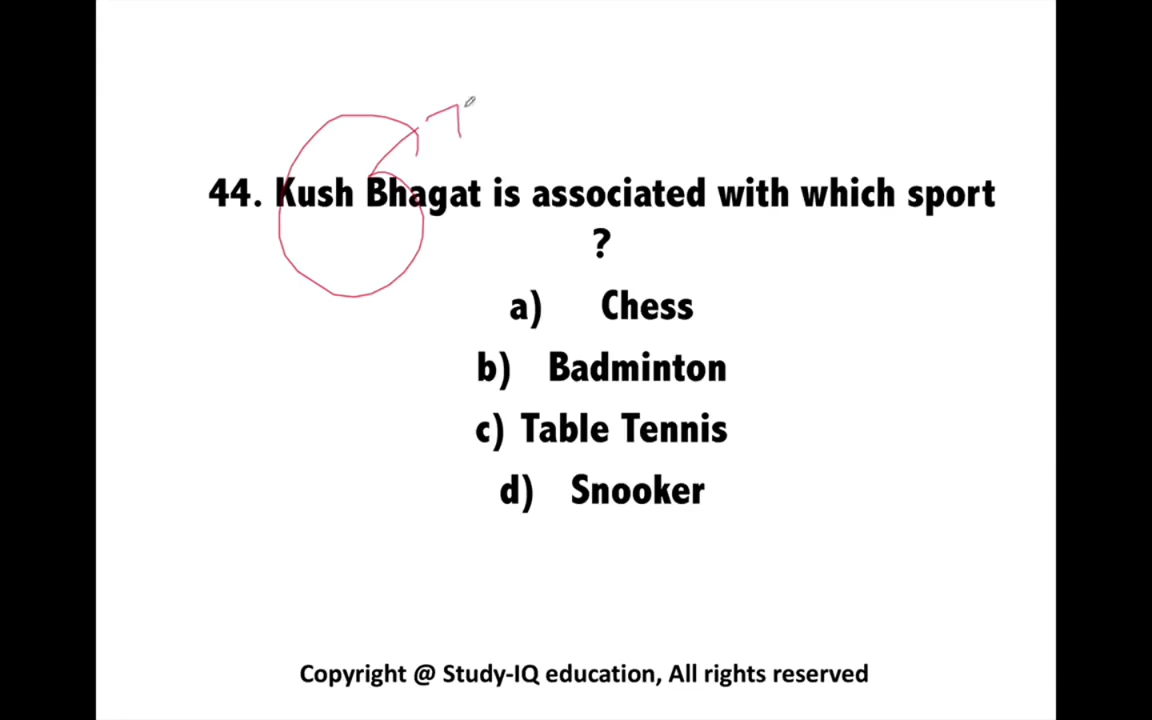 44. Kush Bhagat is associated with which sport
?
a) Chess
b) Badminton
c) Table Tennis
d) Snooker
Copyright @ Study-IQ education, All rights reserved